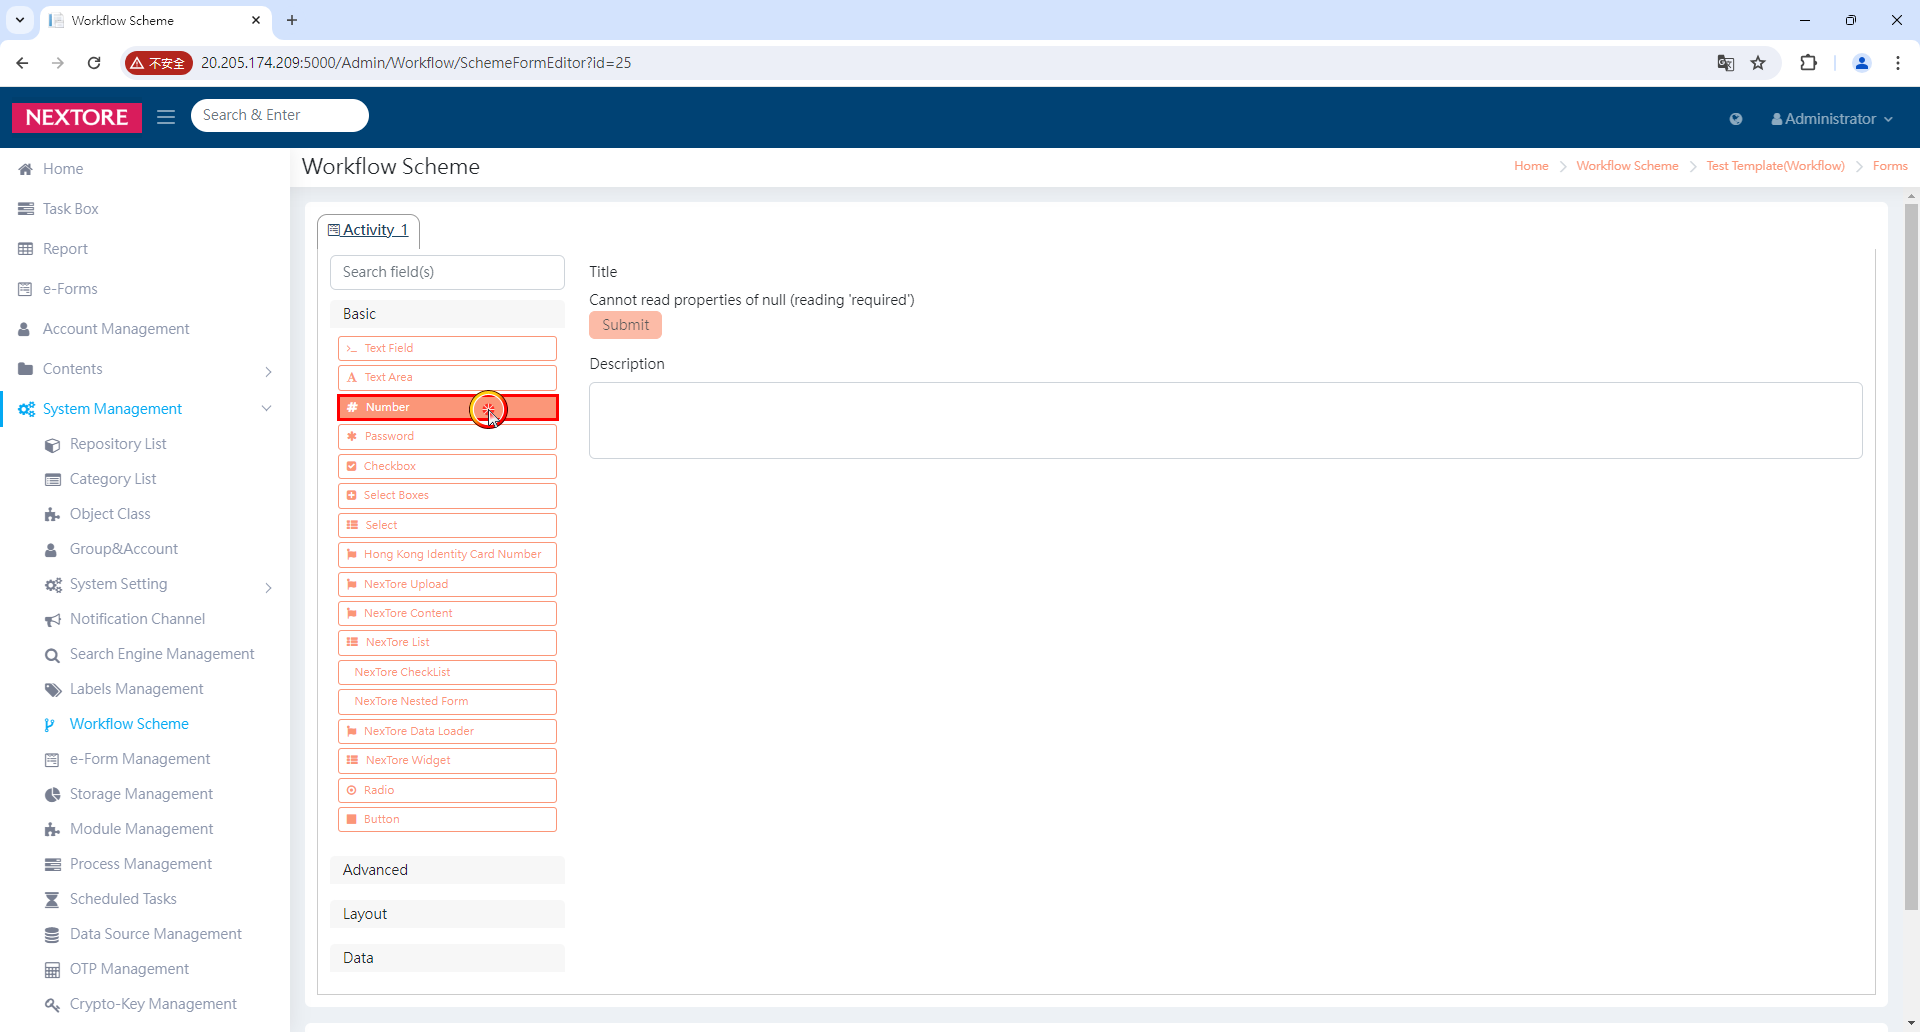 Workflow Scheme
不安全
20.205.174.209:5000/Admin/Workflow/SchemeFormEditor?id=25
NEXTORE
Search & Enter
Administrator
Workflow Scheme
Home
Workflow Scheme
Test Template(Workflow)
Forms
Home
Task Box
Report
e-Forms
Account Management
Contents
System Management
Repository List
Category List
Object Class
Group&Account
System Setting
Notification Channel
Search Engine Management
Labels Management
Workflow Scheme
e-Form Management
Storage Management
Module Management
Process Management
Scheduled Tasks
Data Source Management
OTP Management
Crypto-Key Management
Activity_1
Search field(s)
Basic
Text Field
Text Area
Number
Password
Checkbox
Select Boxes
Select
Hong Kong Identity Card Number
NexTore Upload
NexTore Content
NexTore List
NexTore CheckList
NexTore Nested Form
NexTore Data Loader
NexTore Widget
Radio
Button
Advanced
Layout
Data
Title
Cannot read properties of null (reading 'required')
Submit
Description